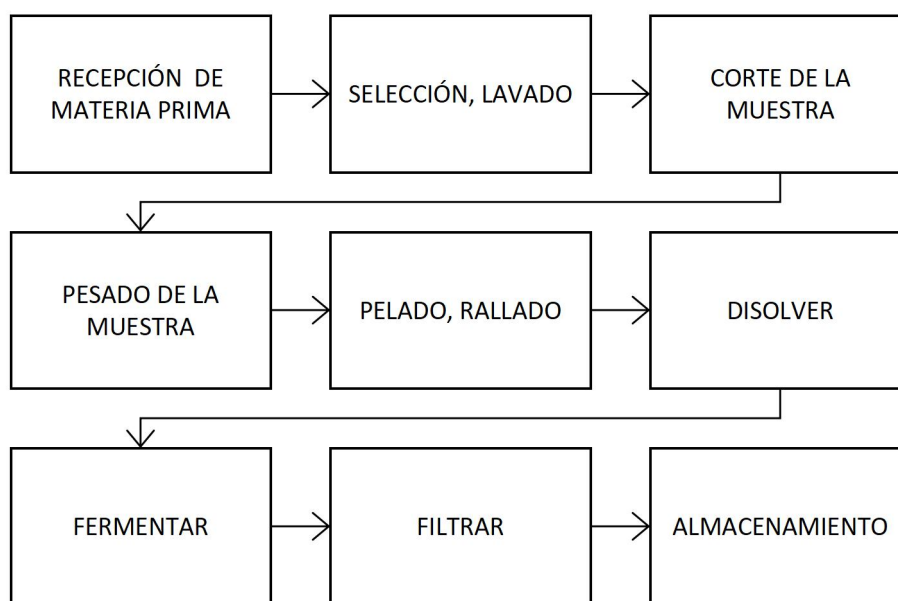 RECEPCIÓN DE
MATERIA PRIMA
SELECCIÓN, LAVADO
CORTE DE LA
MUESTRA
PESADO DE LA
MUESTRA
PELADO, RALLADO
DISOLVER
FERMENTAR
FILTRAR
ALMACENAMIENTO